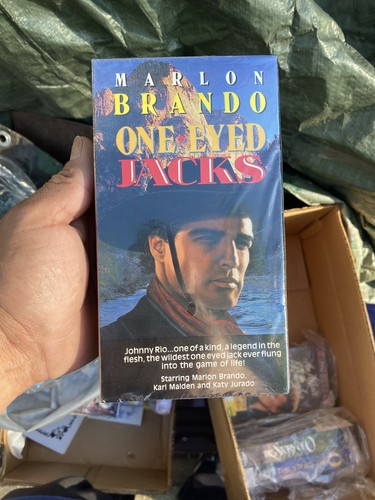 MARLON
BRANDO
ONE EYED
JACKS
Johnny Rio...one of a kind, a legend in the
flesh, the wildest one eyed jack ever flung
into the game of life!
Starring Marlon Brando,
Karl Malden and Katy Jurado